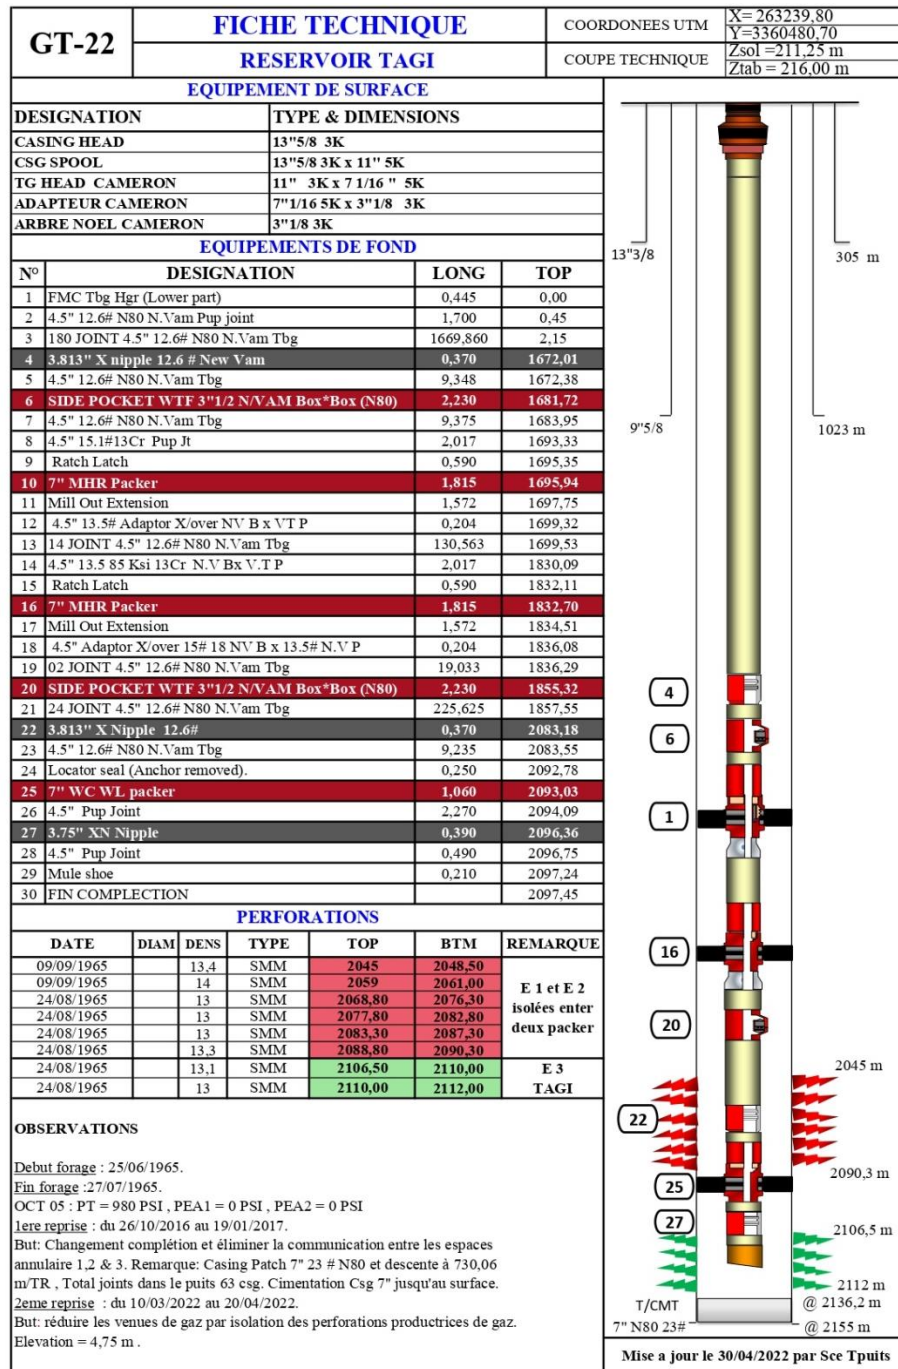 GT-22
FICHE TECHNIQUE
RESERVOIR TAGI
COORDONEES UTM
X= 263239,80
Y=3360480,70
COUPE TECHNIQUE
Zsol =211,25 m
Ztab = 216,00 m
EQUIPEMENT DE SURFACE
DESIGNATION TYPE & DIMENSIONS
CASING HEAD 13"5/8 3K
CSG SPOOL 13"5/8 3K x 11" 5K
TG HEAD CAMERON 11" 3K x 7 1/16 " 5K
ADAPTEUR CAMERON 7"1/16 5K x 3"1/8 3K
ARBRE NOEL CAMERON 3"1/8 3K
EQUIPEMENTS DE FOND
N° DESIGNATION LONG TOP
1 FMC Tbg Hgr (Lower part) 0,445 0,00
2 4.5" 12.6# N80 N.Vam Pup joint 1,700 0,45
3 180 JOINT 4.5" 12.6# N80 N.Vam Tbg 1669,860 2,15
4 3.813" X nipple 12.6 # New Vam 0,370 1672,01
5 4.5" 12.6# N80 N.Vam Tbg 9,348 1672,38
6 SIDE POCKET WTF 3"1/2 N/VAM Box*Box (N80) 2,230 1681,72
7 4.5" 12.6# N80 N.Vam Tbg 9,375 1683,95
8 4.5" 15.1#13Cr Pup Jt 2,017 1693,33
9 Ratch Latch 0,590 1695,35
10 7" MHR Packer 1,815 1695,94
11 Mill Out Extension 1,572 1697,75
12 4.5" 13.5# Adaptor X/over NV B x VT P 0,204 1699,32
13 14 JOINT 4.5" 12.6# N80 N.Vam Tbg 130,563 1699,53
14 4.5" 13.5 85 Ksi 13Cr N.V Bx V.T P 2,017 1830,09
15 Ratch Latch 0,590 1832,11
16 7" MHR Packer 1,815 1832,70
17 Mill Out Extension 1,572 1834,51
18 4.5" Adaptor X/over 15# 18 NV B x 13.5# N.V P 0,204 1836,08
19 02 JOINT 4.5" 12.6# N80 N.Vam Tbg 19,033 1836,29
20 SIDE POCKET WTF 3"1/2 N/VAM Box*Box (N80) 2,230 1855,32
21 24 JOINT 4.5" 12.6# N80 N.Vam Tbg 225,625 1857,55
22 3.813" X Nipple 12.6# 0,370 2083,18
23 4.5" 12.6# N80 N.Vam Tbg 9,235 2083,55
24 Locator seal (Anchor removed). 0,250 2092,78
25 7" WC WL packer 1,060 2093,03
26 4.5" Pup Joint 2,270 2094,09
27 3.75" XN Nipple 0,390 2096,36
28 4.5" Pup Joint 0,490 2096,75
29 Mule shoe 0,210 2097,24
30 FIN COMPLECTION 2097,45
PERFORATIONS
DATE DIAM DENS TYPE TOP BTM REMARQUE
09/09/1965 13,4 SMM 2045 2048,50
09/09/1965 14 SMM 2059 2061,00
24/08/1965 13 SMM 2068,80 2076,30
24/08/1965 13 SMM 2077,80 2082,80
24/08/1965 13 SMM 2083,30 2087,30
24/08/1965 13,3 SMM 2088,80 2090,30
E 1 et E 2
isolées enter
deux packer
24/08/1965 13,1 SMM 2106,50 2110,00
24/08/1965 13 SMM 2110,00 2112,00
E 3
TAGI
OBSERVATIONS
Debut forage : 25/06/1965.
Fin forage :27/07/1965.
OCT 05 : PT = 980 PSI , PEA1 = 0 PSI , PEA2 = 0 PSI
1ere reprise : du 26/10/2016 au 19/01/2017.
But: Changement complétion et éliminer la communication entre les espaces
annulaire 1,2 & 3. Remarque: Casing Patch 7" 23 # N80 et descente à 730,06
m/TR , Total joints dans le puits 63 csg. Cimentation Csg 7" jusqu'au surface.
2eme reprise : du 10/03/2022 au 20/04/2022.
But: réduire les venues de gaz par isolation des perforations productrices de gaz.
Elevation = 4,75 m .
13"3/8 305 m
9"5/8 1023 m
4
6
1
16
20
2045 m
22
2090,3 m
25
27
2106,5 m
2112 m
T/CMT @ 2136,2 m
7" N80 23# @ 2155 m
Mise a jour le 30/04/2022 par Sce Tpuits